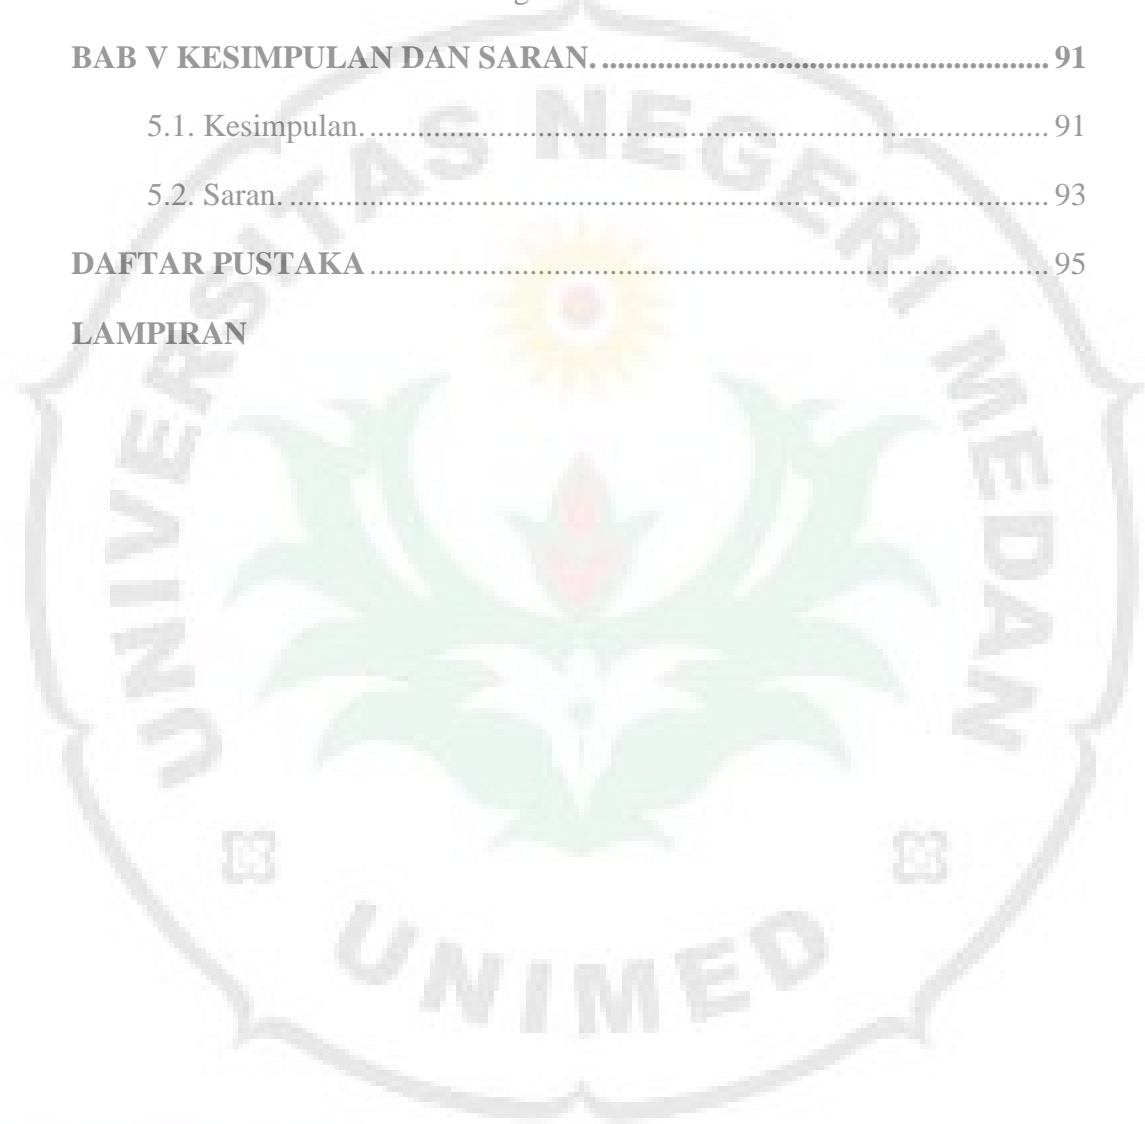 BAB V KESIMPULAN DAN SARAN. ........................................................ 91
5.1. Kesimpulan. ..................................................................................... 91
5.2. Saran. ............................................................................................... 93
DAFTAR PUSTAKA ..................................................................................... 95
LAMPIRAN
UNIVERSITAS NEGERI MEDAN
UNIMED